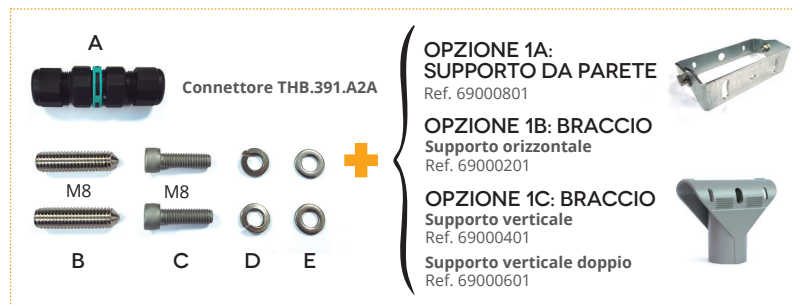 A
Connettore THB.391.A2A
M8
M8
B
C
D
E
OPZIONE 1A:
SUPPORTO DA PARETE
Ref. 69000801
OPZIONE 1B: BRACCIO
Supporto orizzontale
Ref. 69000201
OPZIONE 1C: BRACCIO
Supporto verticale
Ref. 69000401
Supporto verticale doppio
Ref. 69000601